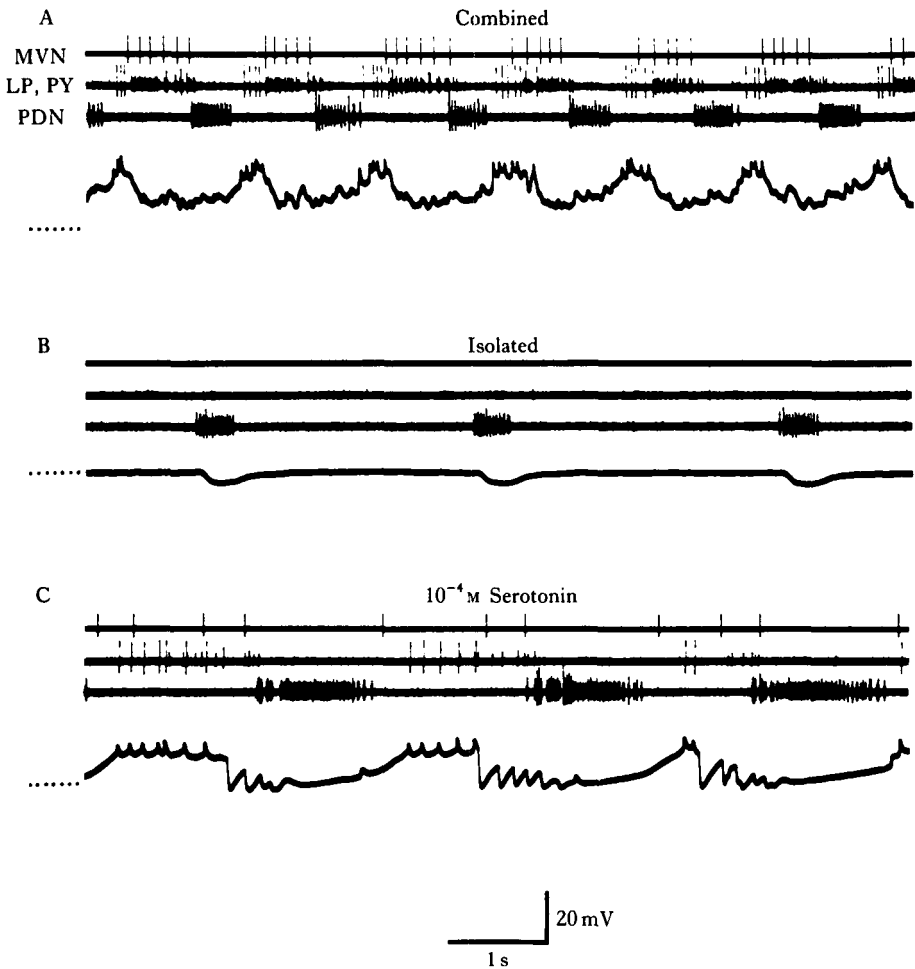 A
Combined
MVN
LP, PY
PDN
B
Isolated
C
10⁻⁴ M Serotonin
20 mV
1 s